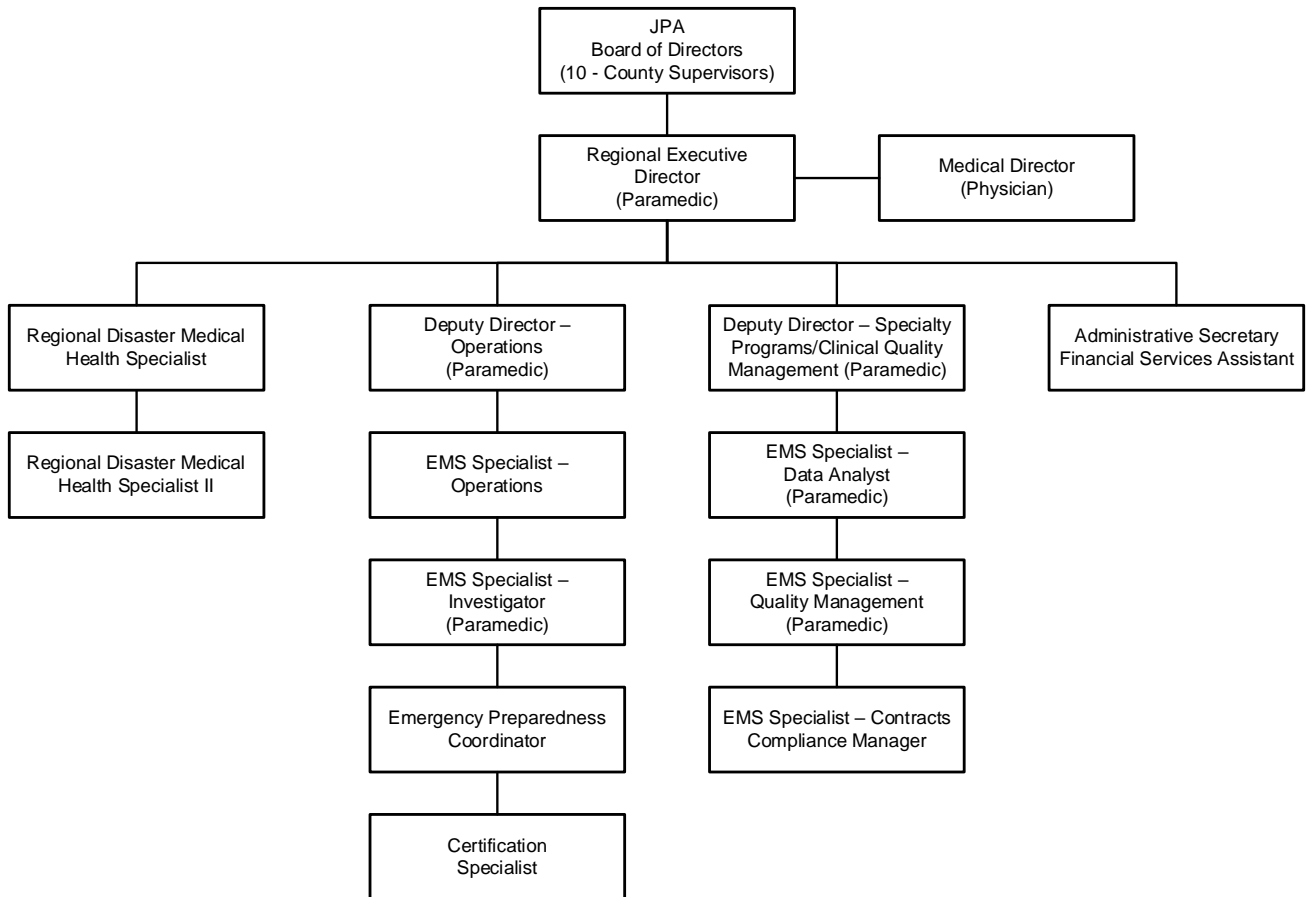 JPA
Board of Directors
(10 - County Supervisors)
Regional Executive
Director
(Paramedic)
Medical Director
(Physician)
Regional Disaster Medical
Health Specialist
Deputy Director –
Operations
(Paramedic)
Deputy Director – Specialty
Programs/Clinical Quality
Management (Paramedic)
Administrative Secretary
Financial Services Assistant
Regional Disaster Medical
Health Specialist II
EMS Specialist –
Operations
EMS Specialist –
Data Analyst
(Paramedic)
EMS Specialist –
Investigator
(Paramedic)
EMS Specialist –
Quality Management
(Paramedic)
Emergency Preparedness
Coordinator
EMS Specialist – Contracts
Compliance Manager
Certification
Specialist